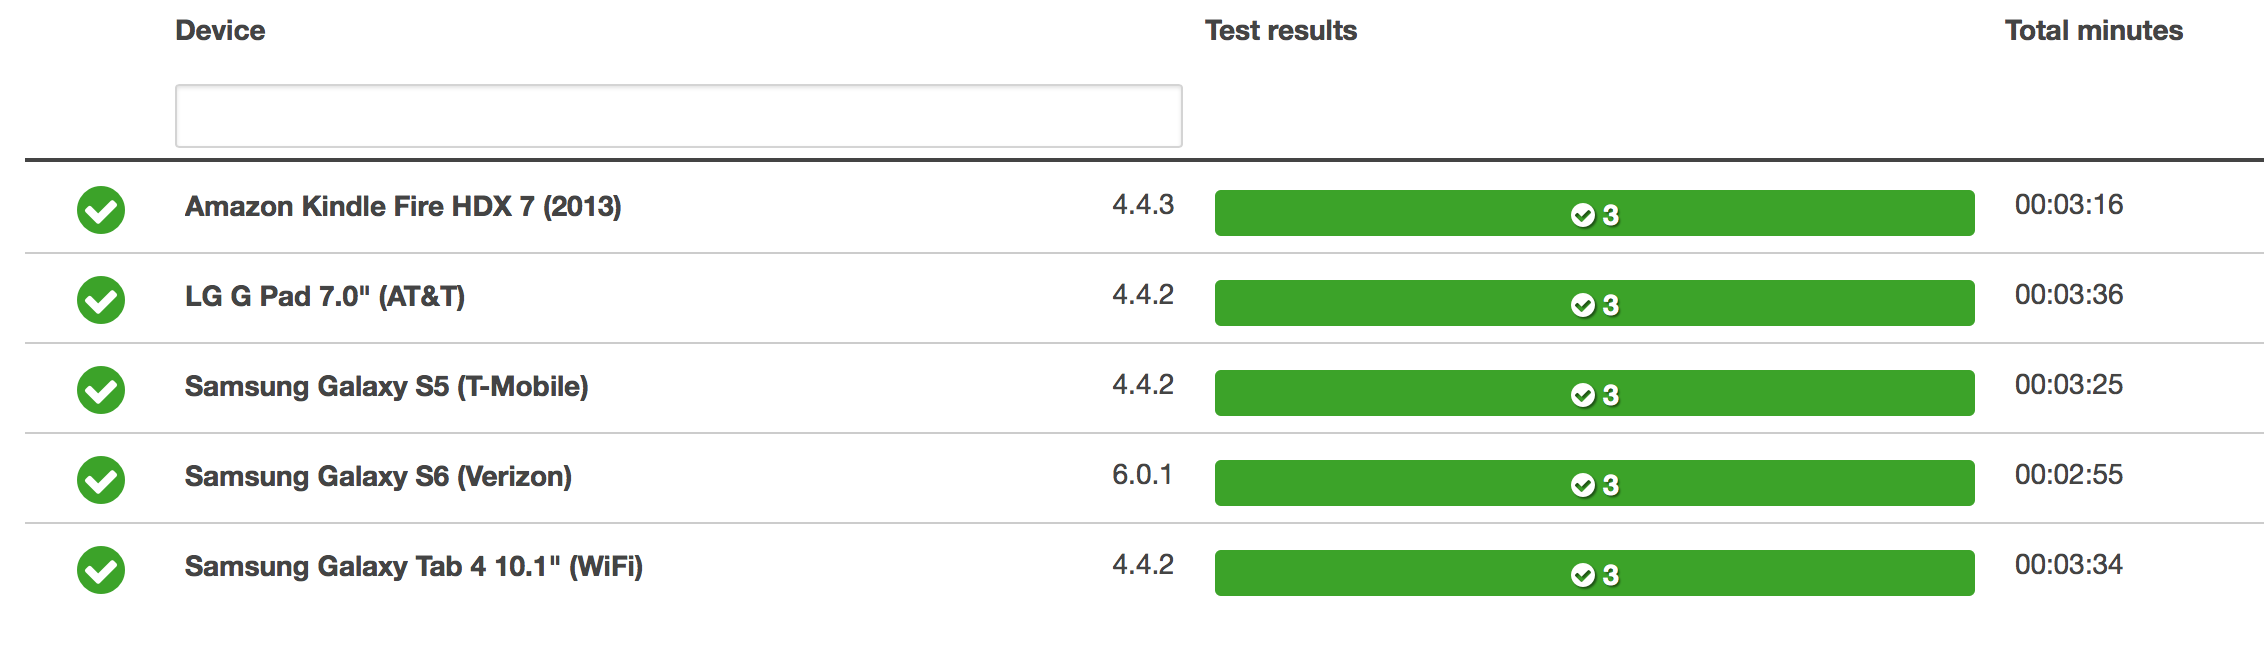 Device Test results Total minutes
Amazon Kindle Fire HDX 7 (2013) 4.4.3 3 00:03:16
LG G Pad 7.0" (AT&T) 4.4.2 3 00:03:36
Samsung Galaxy S5 (T-Mobile) 4.4.2 3 00:03:25
Samsung Galaxy S6 (Verizon) 6.0.1 3 00:02:55
Samsung Galaxy Tab 4 10.1" (WiFi) 4.4.2 3 00:03:34